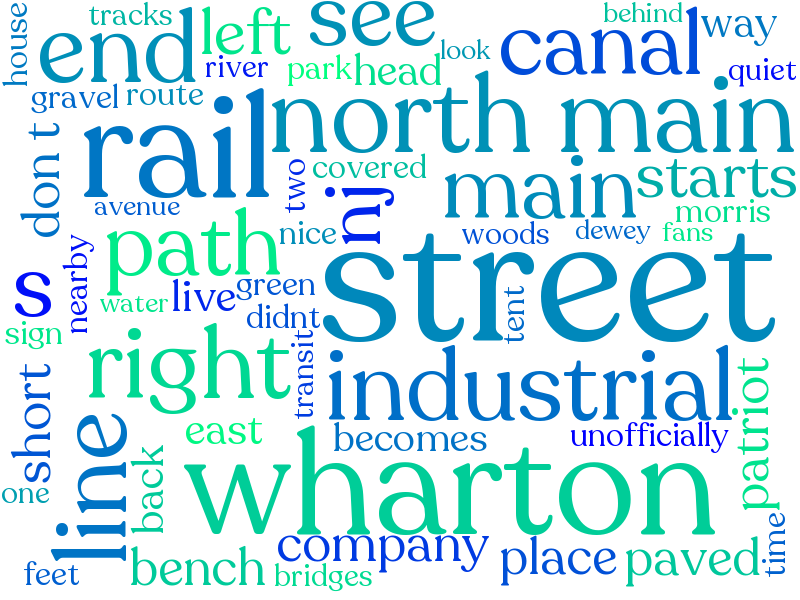 house
tracks
left
see
behind
way
end
river
park
head
look
canal
quiet
gravel
route
rail
north main
don t
avenue
two
covered
nj
main
starts
morris
path
nice
woods
dewey
fans
s
nearby
water
live
green
didnt
street
tent
sign
right
transit
industrial
short
line
east
becomes
unofficially
patriot
one
back
wharton
feet
bench
company
bridges
place
paved
time